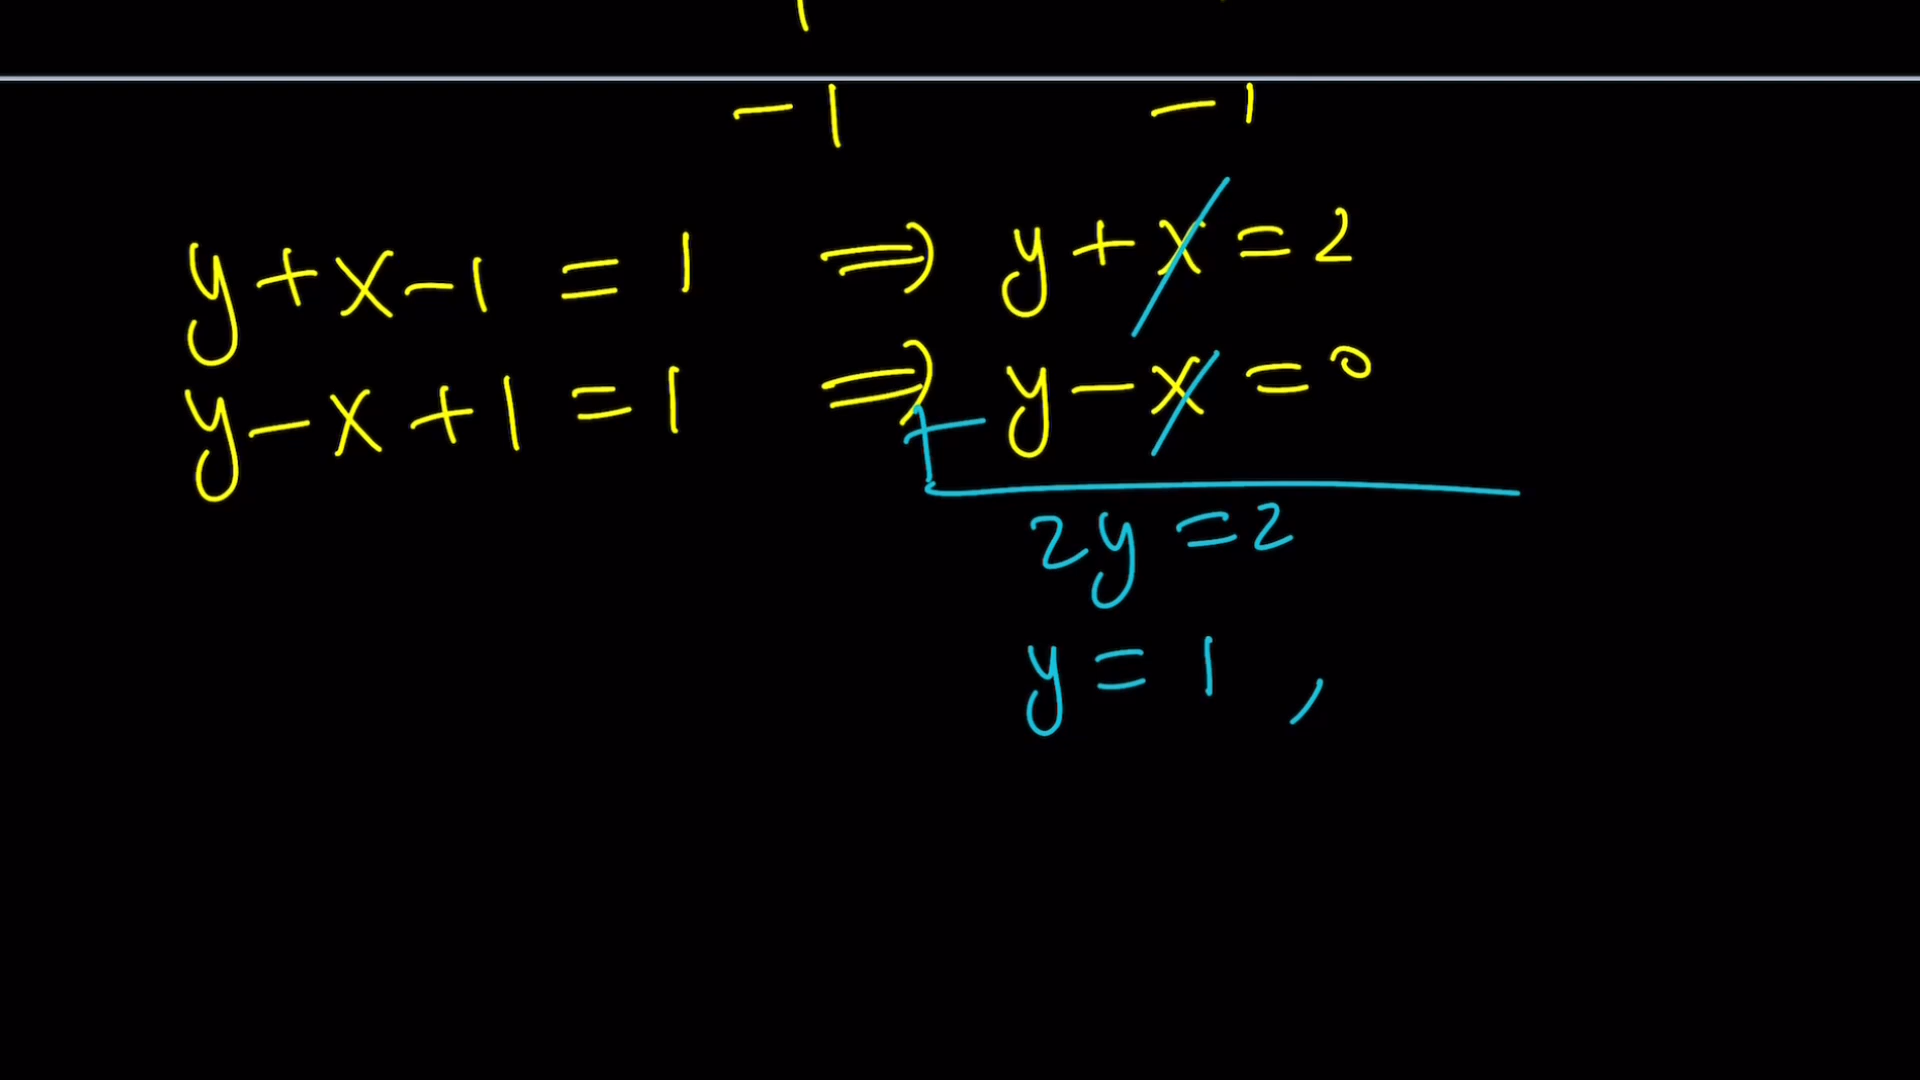 -1 -1
y+x-1 = 1 ⇒ y+x=2
y-x+1=1 ⇒ y-x=0
+
2y=2
y=1,